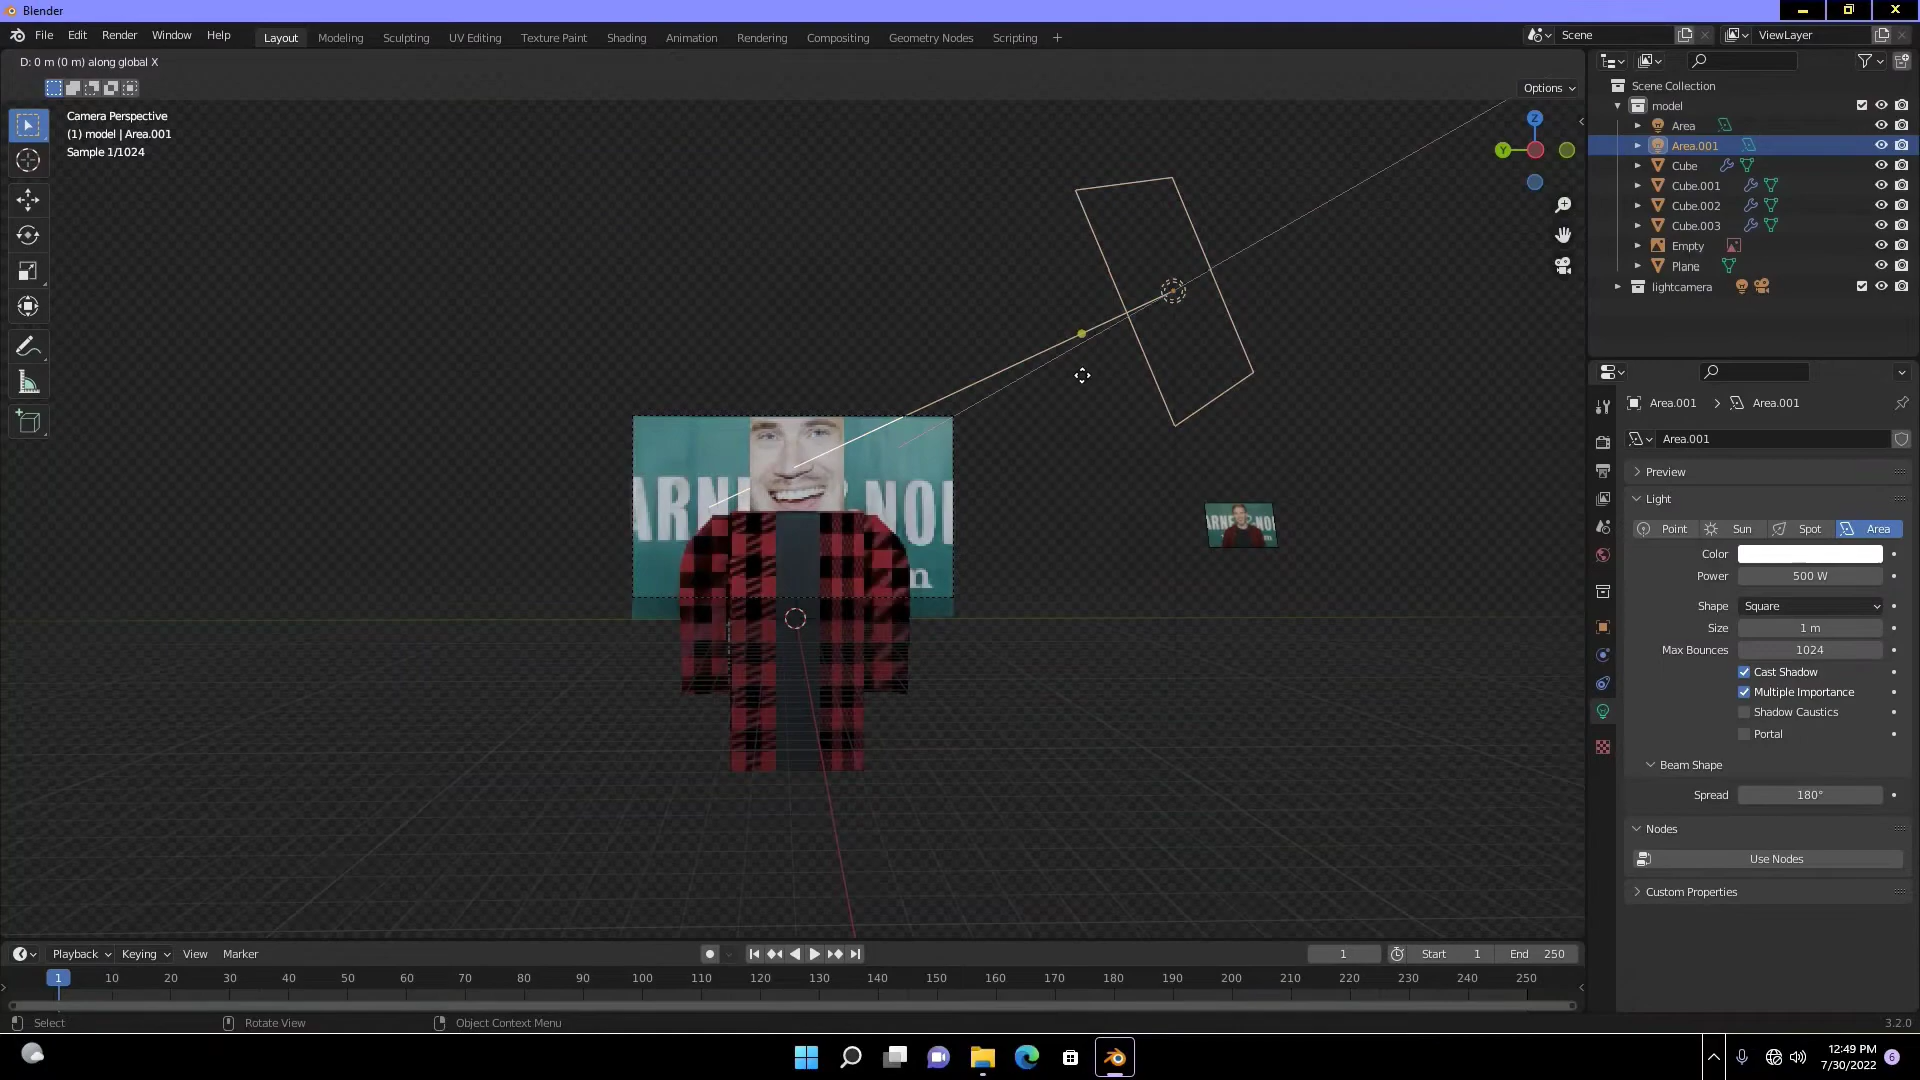 Blender
File Edit Render Window Help
Layout Modeling Sculpting UV Editing Texture Paint Shading Animation Rendering Compositing Geometry Nodes Scripting +
Scene
ViewLayer
D: 0 m (0 m) along global X
Options
Camera Perspective
(1) model | Area.001
Sample 1/1024
Z
Y
Scene Collection
model
Area
Area.001
Cube
Cube.001
Cube.002
Cube.003
Empty
Plane
lightcamera
Area.001 > Area.001
Area.001
Preview
Light
Point Sun Spot Area
Color
Power 500 W
Shape Square
Size 1 m
Max Bounces 1024
Cast Shadow
Multiple Importance
Shadow Caustics
Portal
Beam Shape
Spread 180°
Nodes
Use Nodes
Custom Properties
ARNE NO
n
Playback Keying View Marker
1 Start 1 End 250
1 10 20 30 40 50 60 70 80 90 100 110 120 130 140 150 160 170 180 190 200 210 220 230 240 250
Select Rotate View Object Context Menu 3.2.0
12:49 PM
7/30/2022
6